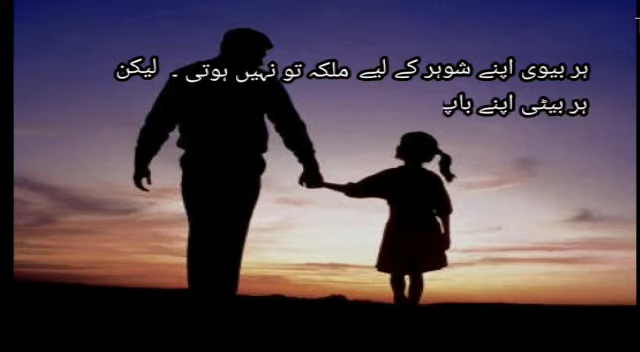 ہر بیوی اپنے شوہر کے لیے ملکہ تو نہیں ہوتی ۔ لیکن
ہر بیٹی اپنے باپ